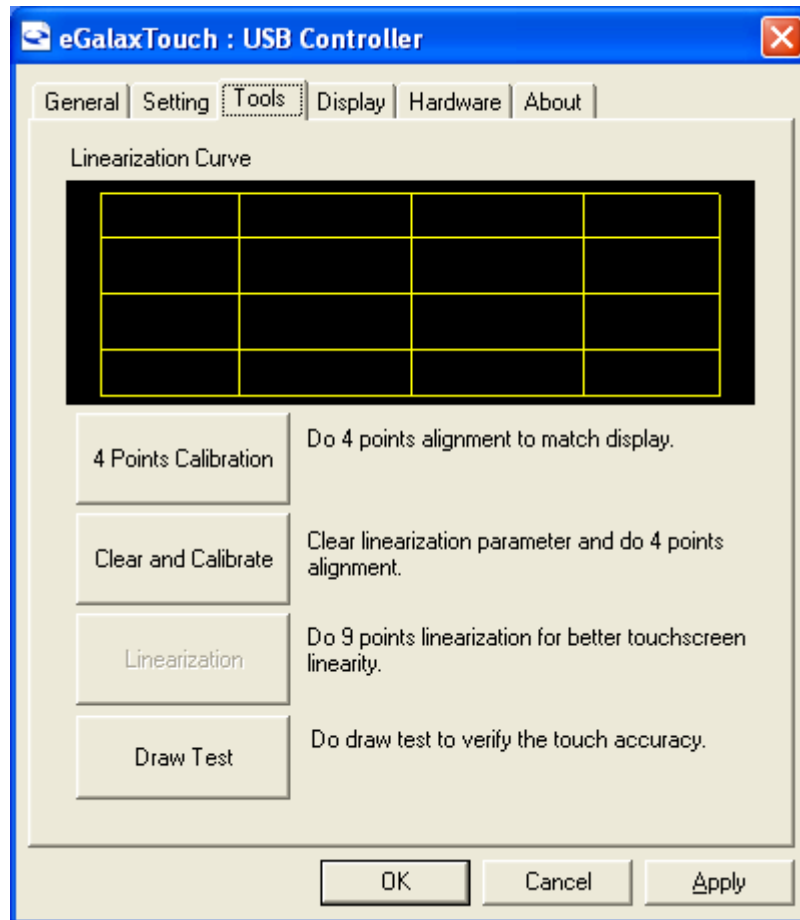 eGalaxTouch : USB Controller
General Setting Tools Display Hardware About
Linearization Curve
4 Points Calibration
Do 4 points alignment to match display.
Clear and Calibrate
Clear linearization parameter and do 4 points
alignment.
Linearization
Do 9 points linearization for better touchscreen
linearity.
Draw Test
Do draw test to verify the touch accuracy.
OK Cancel Apply